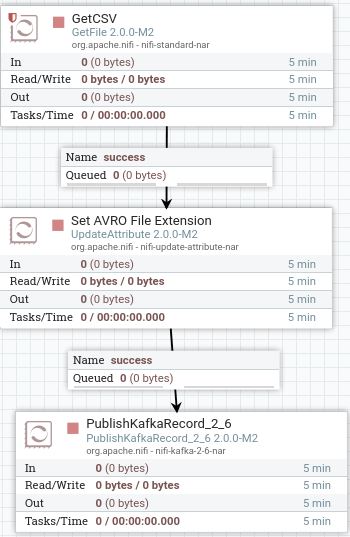 GetCSV
GetFile 2.0.0-M2
org.apache.nifi - nifi-standard-nar
In 0 (0 bytes) 5 min
Read/Write 0 bytes / 0 bytes 5 min
Out 0 (0 bytes) 5 min
Tasks/Time 0 / 00:00:00.000 5 min
Name success
Queued 0 (0 bytes)
Set AVRO File Extension
UpdateAttribute 2.0.0-M2
org.apache.nifi - nifi-update-attribute-nar
In 0 (0 bytes) 5 min
Read/Write 0 bytes / 0 bytes 5 min
Out 0 (0 bytes) 5 min
Tasks/Time 0 / 00:00:00.000 5 min
Name success
Queued 0 (0 bytes)
PublishKafkaRecord_2_6
PublishKafkaRecord_2_6 2.0.0-M2
org.apache.nifi - nifi-kafka-2-6-nar
In 0 (0 bytes) 5 min
Read/Write 0 bytes / 0 bytes 5 min
Out 0 (0 bytes) 5 min
Tasks/Time 0 / 00:00:00.000 5 min